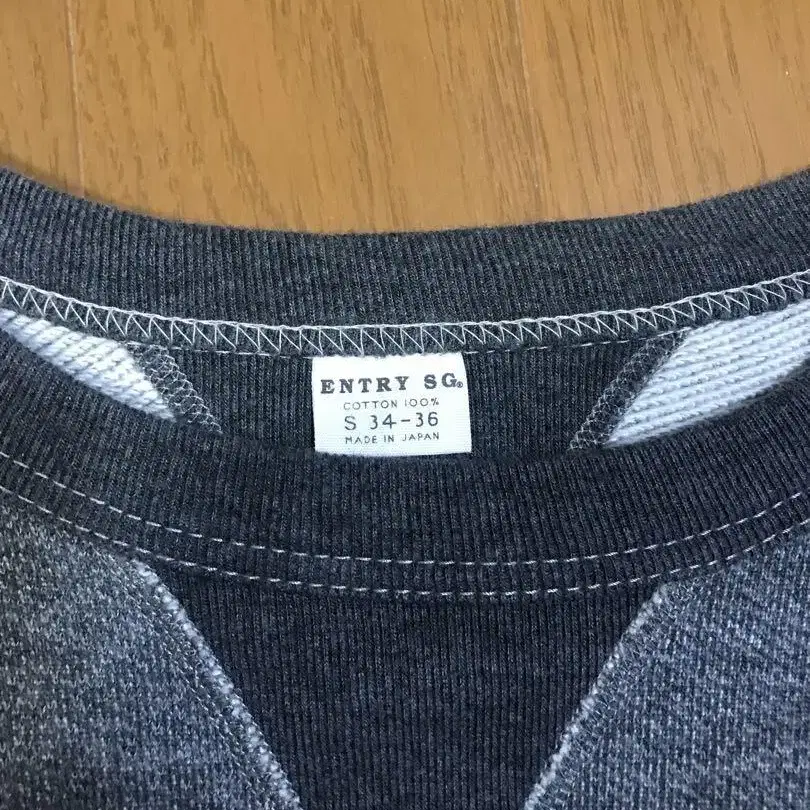 ENTRY SG®
COTTON 100%
S 34-36
MADE IN JAPAN